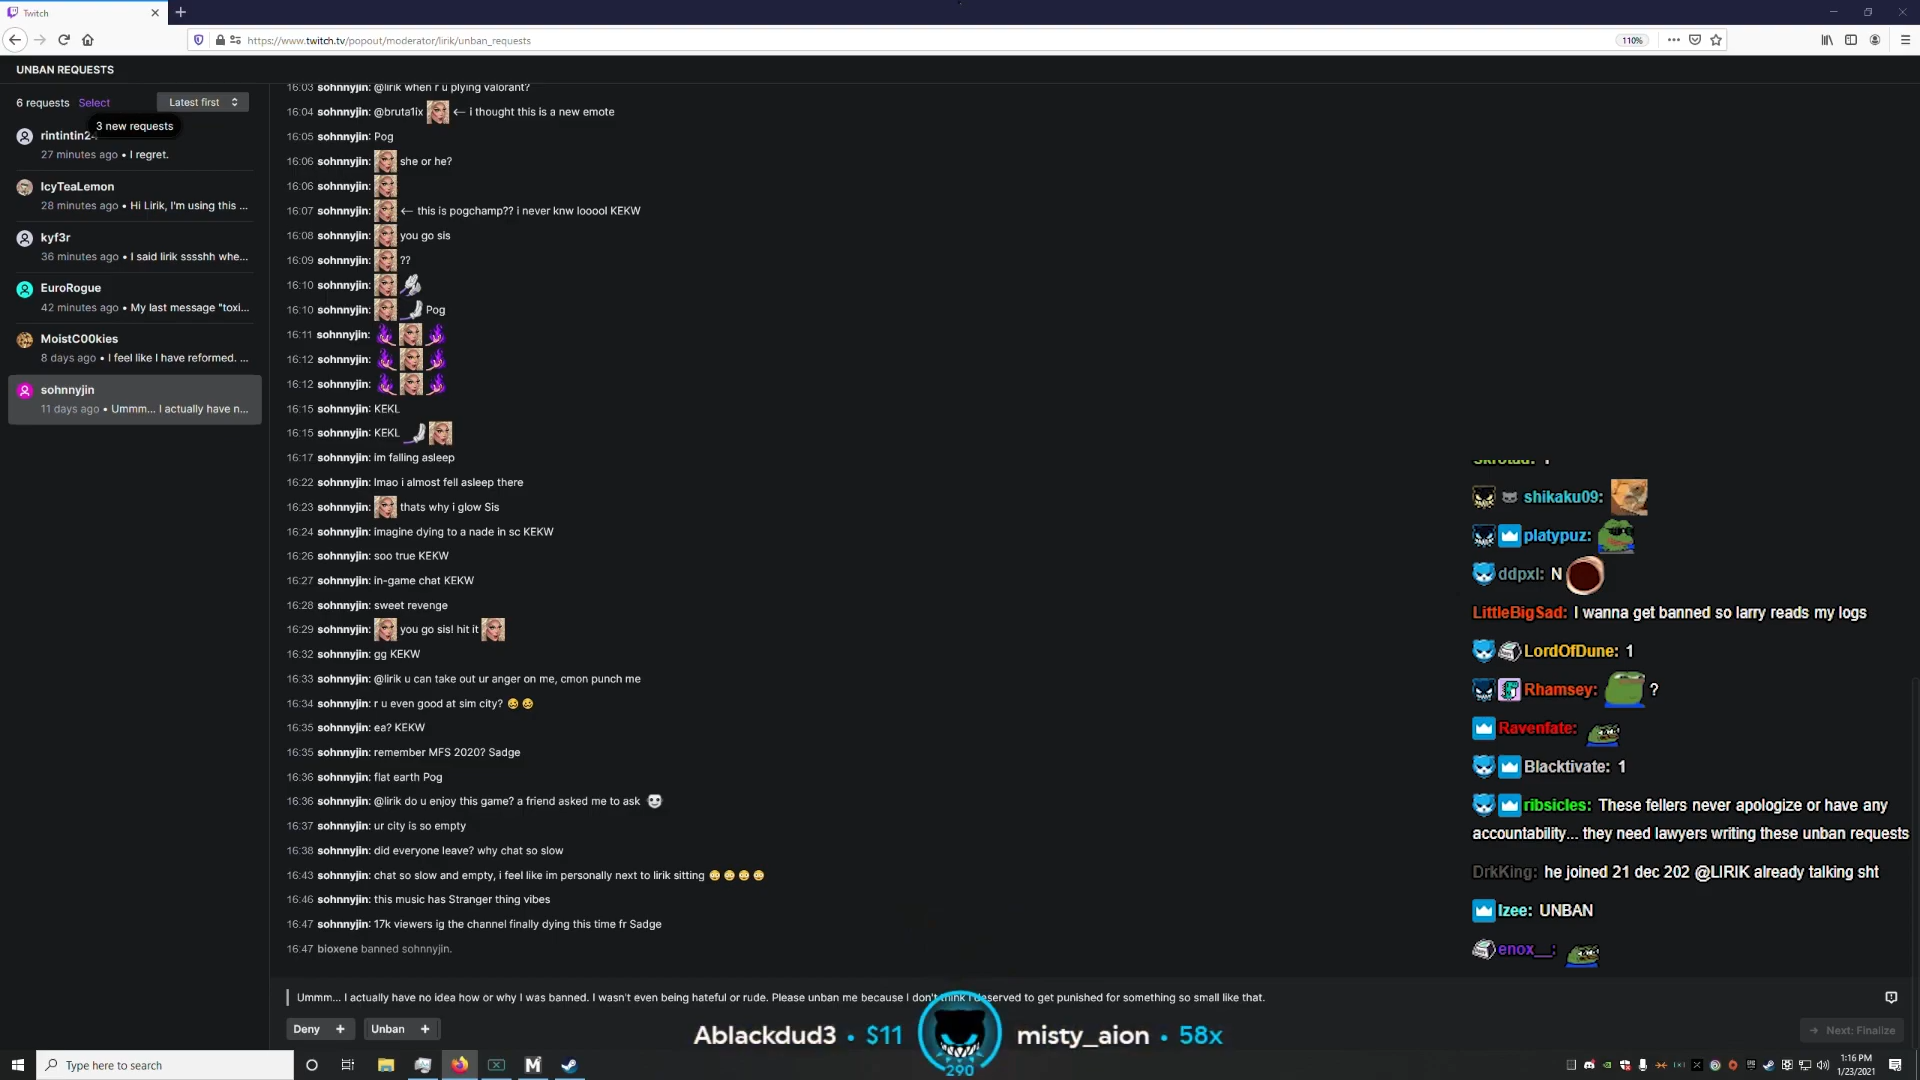 Twitch
https://www.twitch.tv/popout/moderator/lirik/unban_requests
110%
UNBAN REQUESTS
6 requests Select Latest first
3 new requests
rintintin2
27 minutes ago • I regret.
IcyTeaLemon
28 minutes ago • Hi Lirik, I'm using this ...
kyf3r
36 minutes ago • I said lirik sssshh whe...
EuroRogue
42 minutes ago • My last message "toxi...
MoistC00kies
8 days ago • I feel like I have reformed. ...
sohnnyjin
11 days ago • Ummm... I actually have n...
16:03 sohnnyjin: @lirik when r u plying valorant?
16:04 sohnnyjin: @bruta1ix ← i thought this is a new emote
16:05 sohnnyjin: Pog
16:06 sohnnyjin: she or he?
16:06 sohnnyjin:
16:07 sohnnyjin: ← this is pogchamp?? i never knw looool KEKW
16:08 sohnnyjin: you go sis
16:09 sohnnyjin: ??
16:10 sohnnyjin:
16:10 sohnnyjin: Pog
16:11 sohnnyjin:
16:12 sohnnyjin:
16:12 sohnnyjin:
16:15 sohnnyjin: KEKL
16:15 sohnnyjin: KEKL
16:17 sohnnyjin: im falling asleep
16:22 sohnnyjin: lmao i almost fell asleep there
16:23 sohnnyjin: thats why i glow Sis
16:24 sohnnyjin: imagine dying to a nade in sc KEKW
16:26 sohnnyjin: soo true KEKW
16:27 sohnnyjin: in-game chat KEKW
16:28 sohnnyjin: sweet revenge
16:29 sohnnyjin: you go sis! hit it
16:32 sohnnyjin: gg KEKW
16:33 sohnnyjin: @lirik u can take out ur anger on me, cmon punch me
16:34 sohnnyjin: r u even good at sim city?
16:35 sohnnyjin: ea? KEKW
16:35 sohnnyjin: remember MFS 2020? Sadge
16:36 sohnnyjin: flat earth Pog
16:36 sohnnyjin: @lirik do u enjoy this game? a friend asked me to ask
16:37 sohnnyjin: ur city is so empty
16:38 sohnnyjin: did everyone leave? why chat so slow
16:43 sohnnyjin: chat so slow and empty, i feel like im personally next to lirik sitting
16:46 sohnnyjin: this music has Stranger thing vibes
16:47 sohnnyjin: 17k viewers ig the channel finally dying this time fr Sadge
16:47 bioxene banned sohnnyjin.
Ummm... I actually have no idea how or why I was banned. I wasn't even being hateful or rude. Please unban me because I don't think I deserved to get punished for something so small like that.
Deny + Unban +
→ Next: Finalize
shikaku09:
platypuz:
ddpxl: N
LittleBigSad: I wanna get banned so larry reads my logs
LordOfDune: 1
Rhamsey: ?
Ravenfate:
Blacktivate: 1
ribsicles: These fellers never apologize or have any
accountability... they need lawyers writing these unban requests
DrkKing: he joined 21 dec 202 @LIRIK already talking sht
Izee: UNBAN
enox__:
Ablackdud3 • $11 misty_aion • 58x
290
Type here to search
1:16 PM
1/23/2021